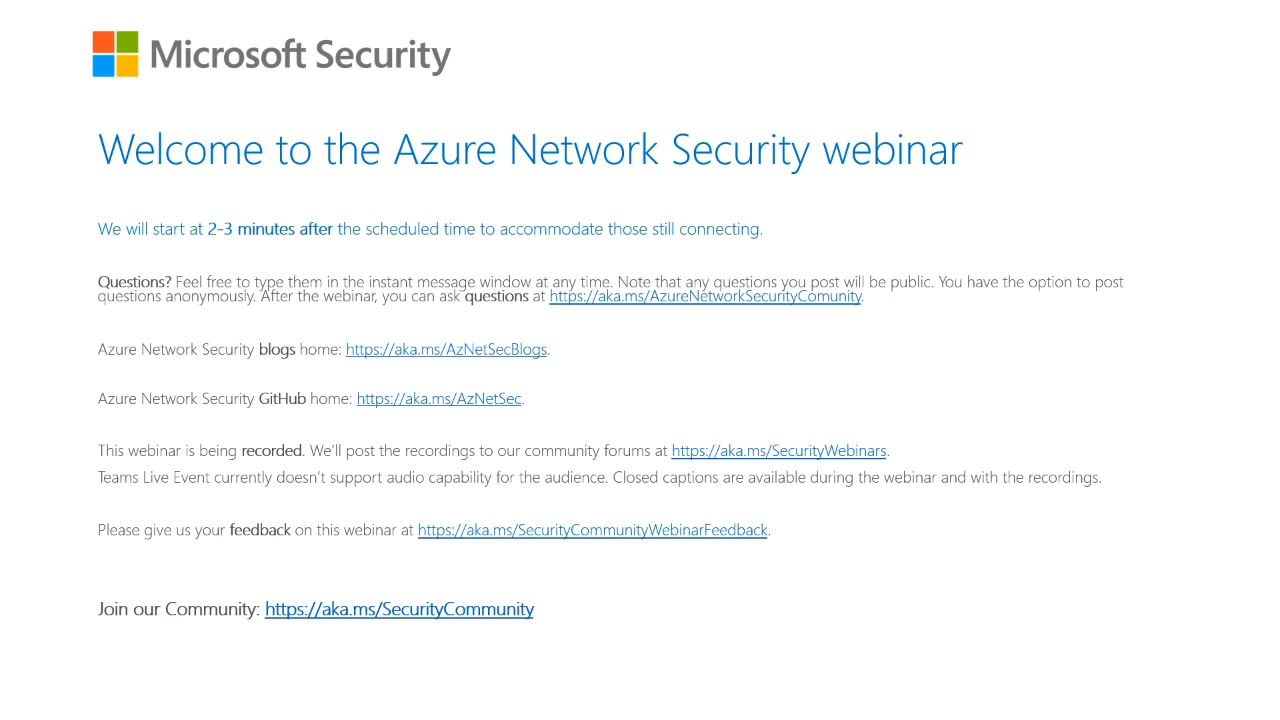 Microsoft Security
Welcome to the Azure Network Security webinar
We will start at 2-3 minutes after the scheduled time to accommodate those still connecting.
Questions? Feel free to type them in the instant message window at any time. Note that any questions you post will be public. You have the option to post
questions anonymously. After the webinar, you can ask questions at https://aka.ms/AzureNetworkSecurityComunity.
Azure Network Security blogs home: https://aka.ms/AzNetSecBlogs.
Azure Network Security GitHub home: https://aka.ms/AzNetSec.
This webinar is being recorded. We'll post the recordings to our community forums at https://aka.ms/SecurityWebinars.
Teams Live Event currently doesn't support audio capability for the audience. Closed captions are available during the webinar and with the recordings.
Please give us your feedback on this webinar at https://aka.ms/SecurityCommunityWebinarFeedback.
Join our Community: https://aka.ms/SecurityCommunity